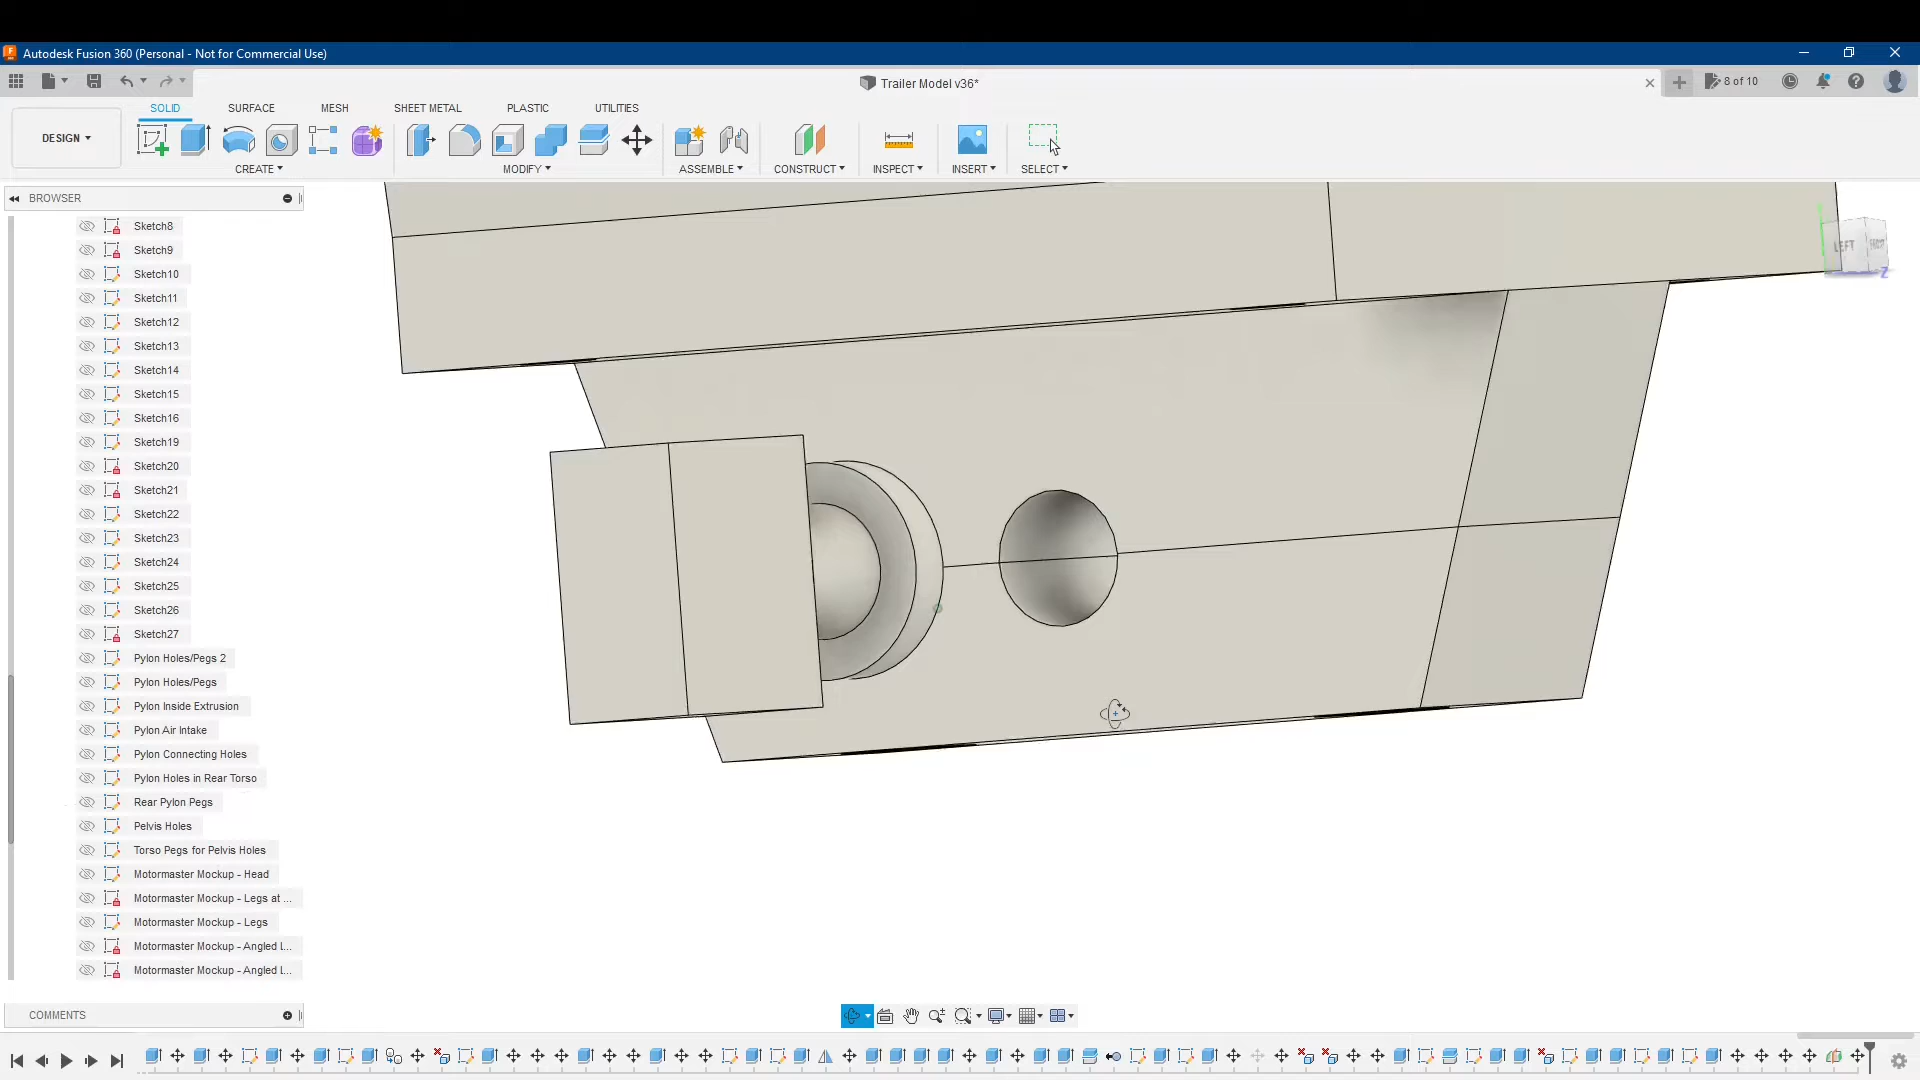 Autodesk Fusion 360 (Personal - Not for Commercial Use)
Trailer Model v36*
8 of 10
SOLID SURFACE MESH SHEET METAL PLASTIC UTILITIES
DESIGN
CREATE MODIFY ASSEMBLE CONSTRUCT INSPECT INSERT SELECT
BROWSER
Sketch8
Sketch9
Sketch10
Sketch11
Sketch12
Sketch13
Sketch14
Sketch15
Sketch16
Sketch19
Sketch20
Sketch21
Sketch22
Sketch23
Sketch24
Sketch25
Sketch26
Sketch27
Pylon Holes/Pegs 2
Pylon Holes/Pegs
Pylon Inside Extrusion
Pylon Air Intake
Pylon Connecting Holes
Pylon Holes in Rear Torso
Rear Pylon Pegs
Pelvis Holes
Torso Pegs for Pelvis Holes
Motormaster Mockup - Head
Motormaster Mockup - Legs at ...
Motormaster Mockup - Legs
Motormaster Mockup - Angled l...
Motormaster Mockup - Angled l...
LEFT FRONT
Z
COMMENTS